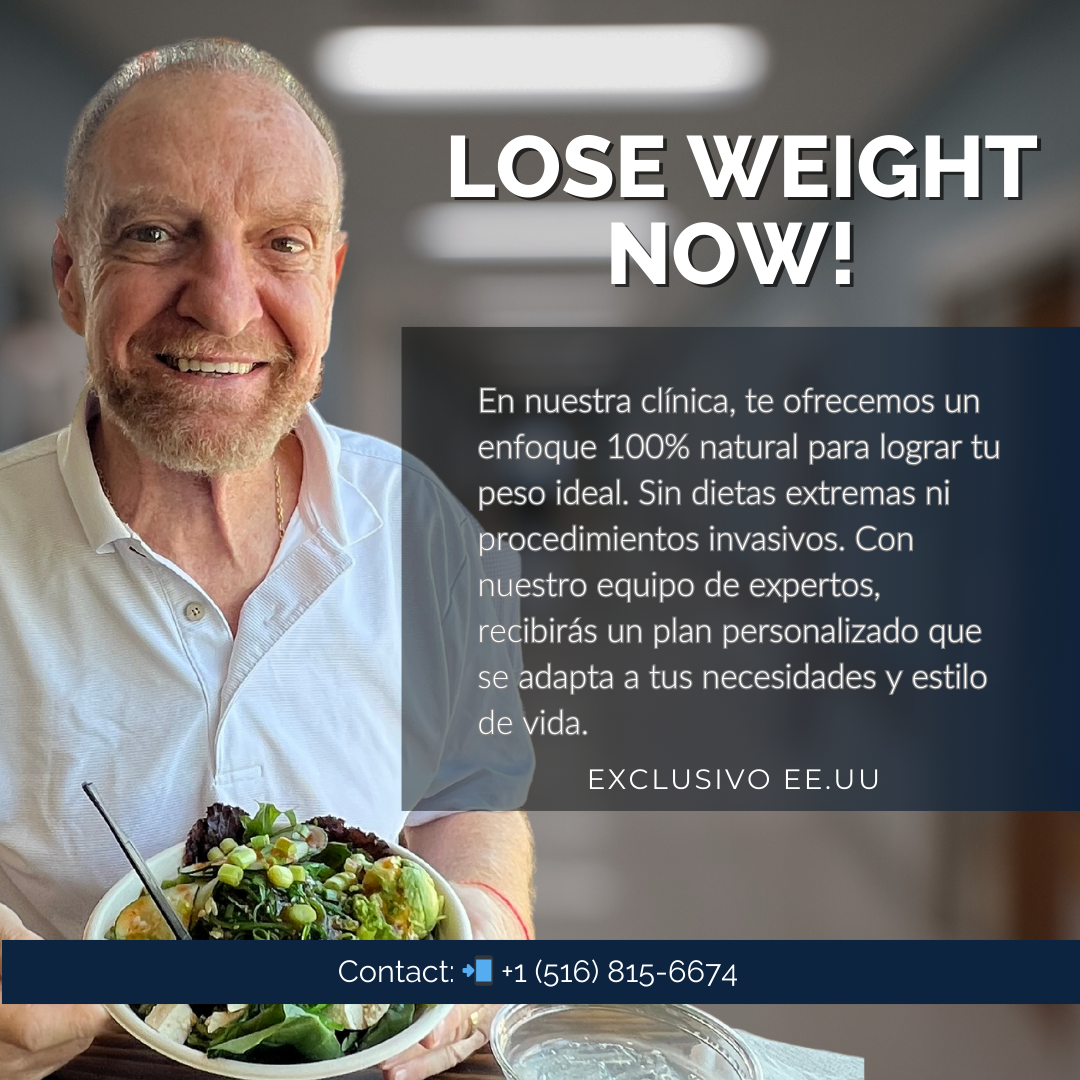 LOSE WEIGHT
NOW!
En nuestra clínica, te ofrecemos un
enfoque 100% natural para lograr tu
peso ideal. Sin dietas extremas ni
procedimientos invasivos. Con
nuestro equipo de expertos,
recibirás un plan personalizado que
se adapta a tus necesidades y estilo
de vida.
EXCLUSIVO EE.UU
Contact: 📲 +1 (516) 815-6674